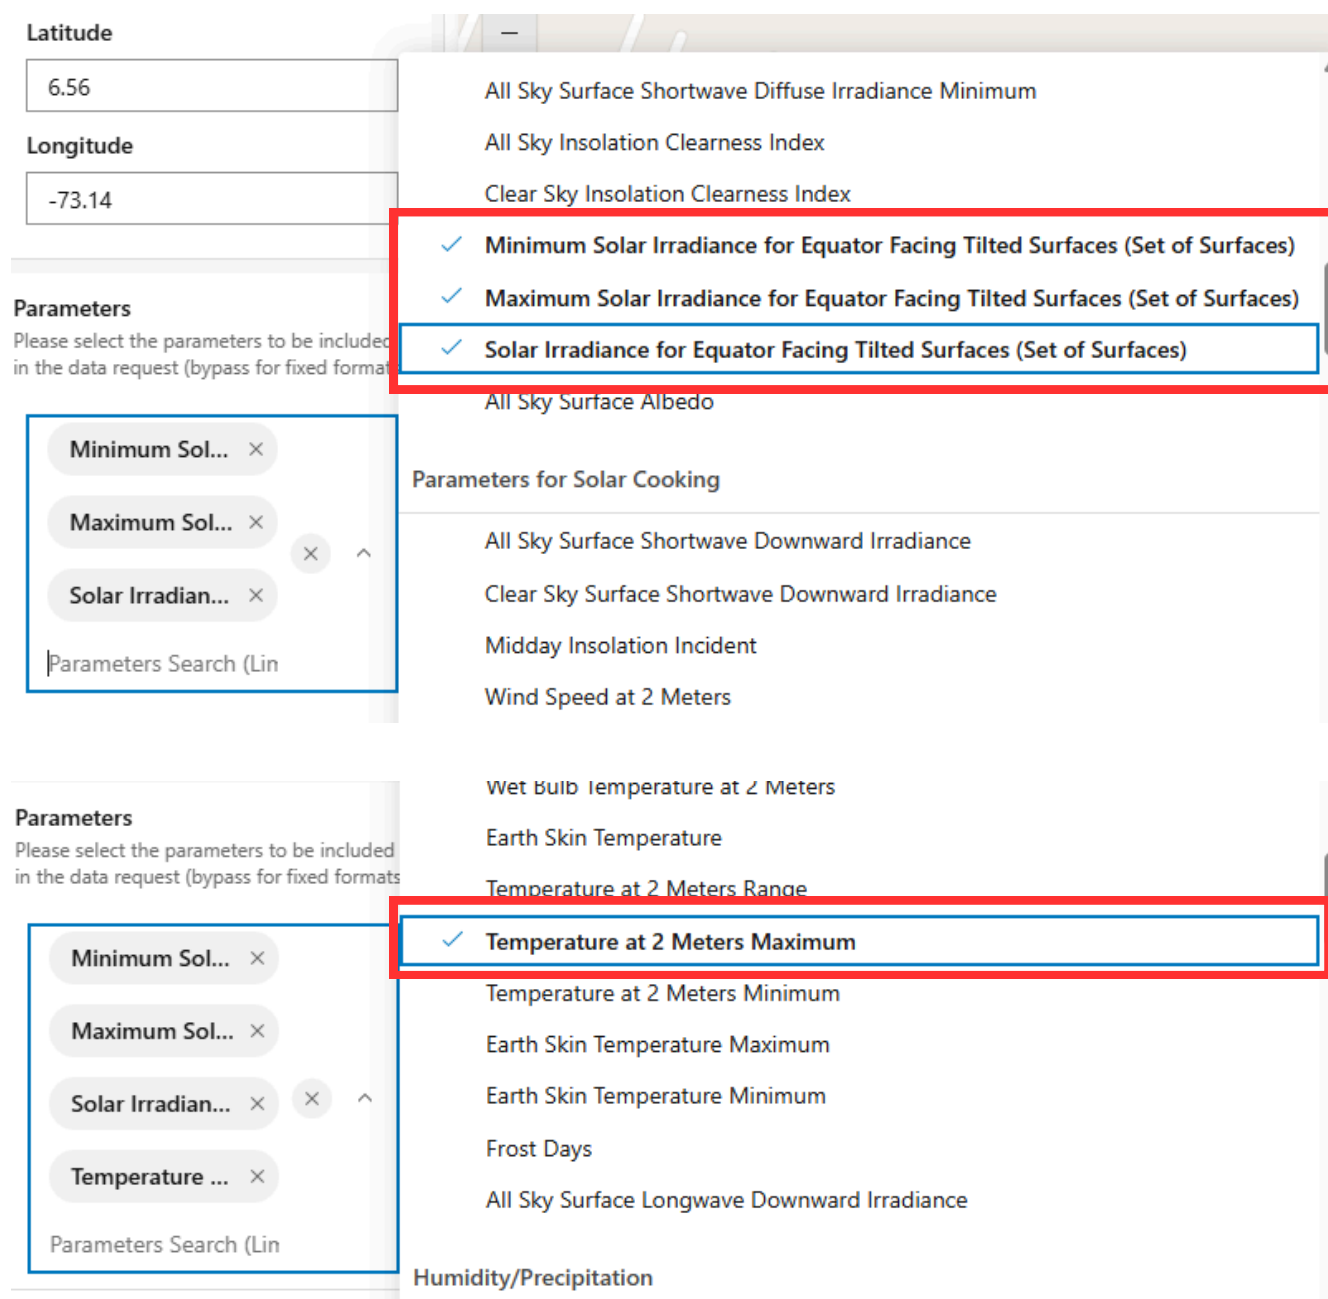 Latitude
6.56
Longitude
-73.14
Parameters
Please select the parameters to be included
in the data request (bypass for fixed format
Minimum Sol...
Maximum Sol...
Solar Irradian...
Parameters Search (Lin
All Sky Surface Shortwave Diffuse Irradiance Minimum
All Sky Insolation Clearness Index
Clear Sky Insolation Clearness Index
Minimum Solar Irradiance for Equator Facing Tilted Surfaces (Set of Surfaces)
Maximum Solar Irradiance for Equator Facing Tilted Surfaces (Set of Surfaces)
Solar Irradiance for Equator Facing Tilted Surfaces (Set of Surfaces)
All Sky Surface Albedo
Parameters for Solar Cooking
All Sky Surface Shortwave Downward Irradiance
Clear Sky Surface Shortwave Downward Irradiance
Midday Insolation Incident
Wind Speed at 2 Meters
Parameters
Please select the parameters to be included
in the data request (bypass for fixed formats
Minimum Sol...
Maximum Sol...
Solar Irradian...
Temperature ...
Parameters Search (Lin
Wet Bulb Temperature at 2 Meters
Earth Skin Temperature
Temperature at 2 Meters Range
Temperature at 2 Meters Maximum
Temperature at 2 Meters Minimum
Earth Skin Temperature Maximum
Earth Skin Temperature Minimum
Frost Days
All Sky Surface Longwave Downward Irradiance
Humidity/Precipitation